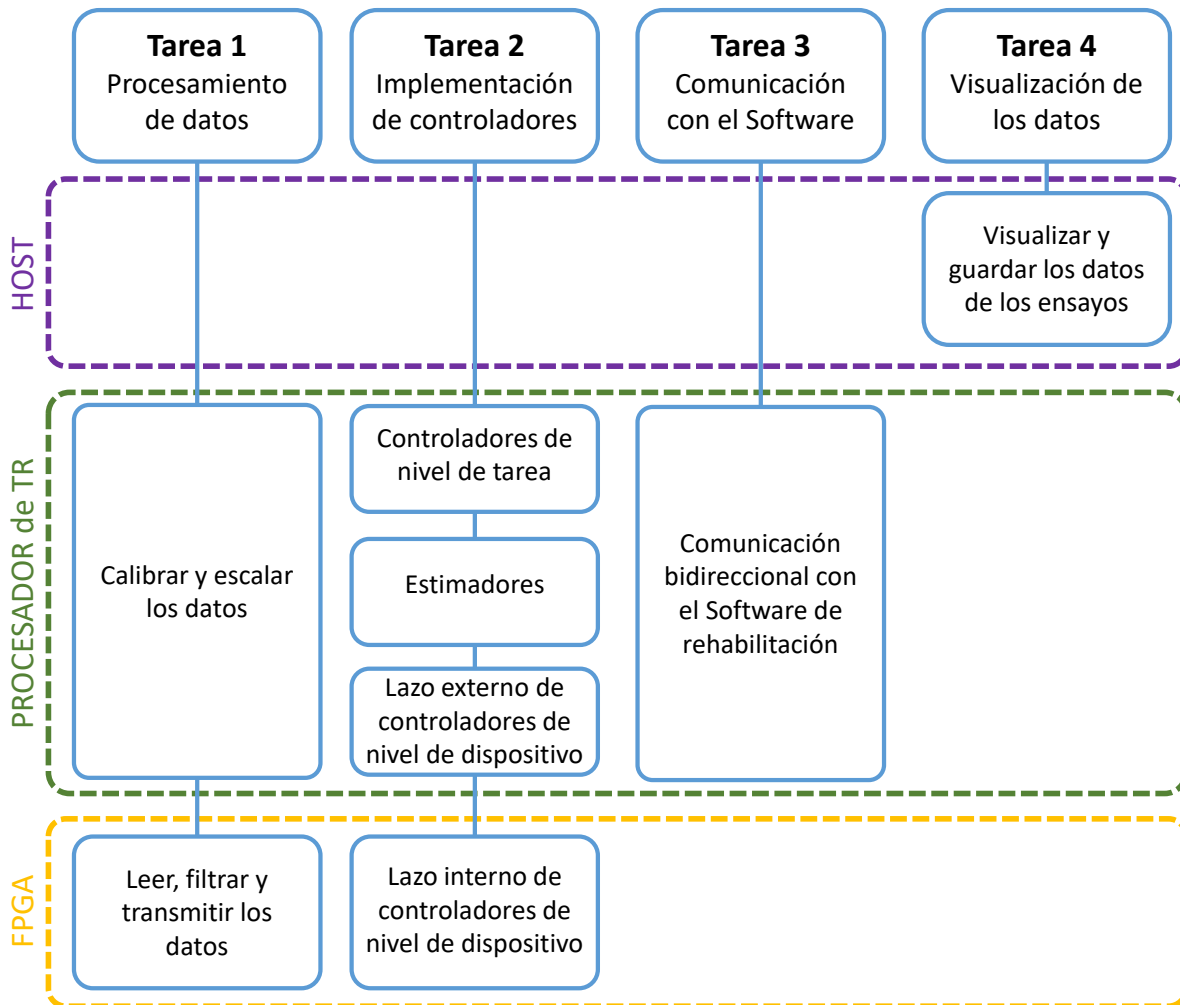 Tarea 1
Procesamiento
de datos
Tarea 2
Implementación
de controladores
Tarea 3
Comunicación
con el Software
Tarea 4
Visualización de
los datos
HOST
Visualizar y
guardar los datos
de los ensayos
PROCESADOR de TR
Calibrar y escalar
los datos
Controladores de
nivel de tarea
Estimadores
Lazo externo de
controladores de
nivel de dispositivo
Comunicación
bidireccional con
el Software de
rehabilitación
FPGA
Leer, filtrar y
transmitir los
datos
Lazo interno de
controladores de
nivel de dispositivo